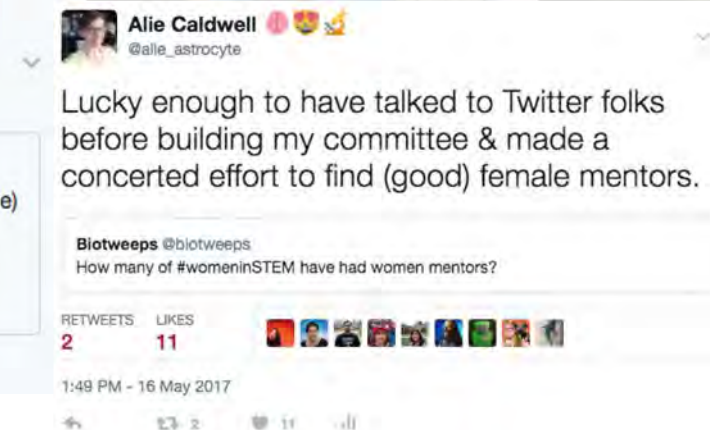 Alie Caldwell
@alie_astrocyte
Lucky enough to have talked to Twitter folks
before building my committee & made a
concerted effort to find (good) female mentors.
e)
Biotweeps @biotweeps
How many of #womeninSTEM have had women mentors?
RETWEETS LIKES
2 11
1:49 PM - 16 May 2017
2 11